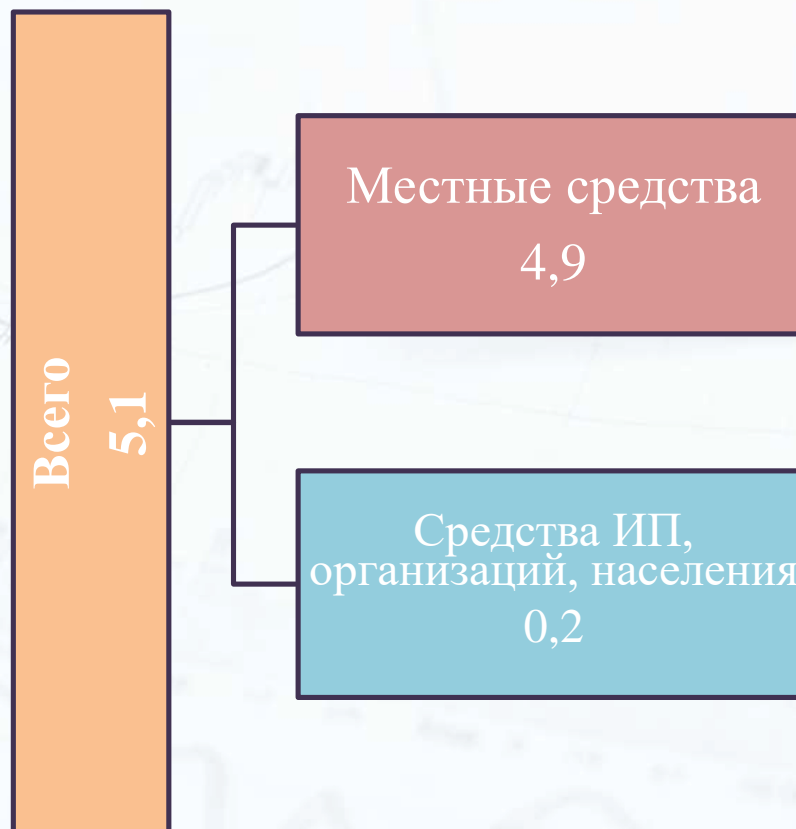 Всего
5,1
Местные средства
4,9
Средства ИП,
организаций, населения
0,2